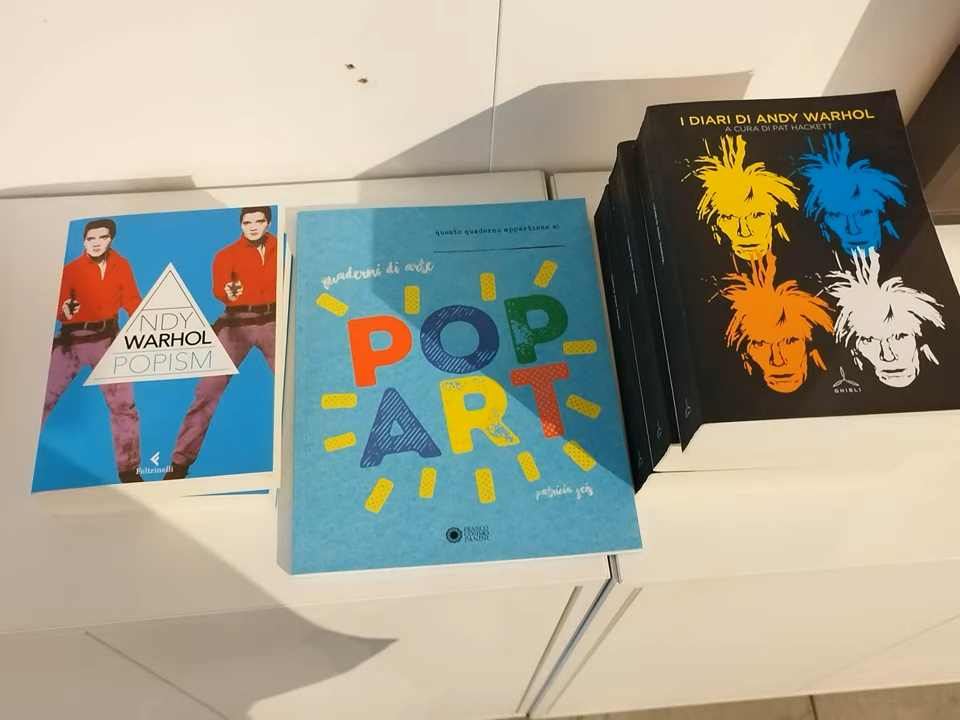 ANDY
WARHOL
POPISM
Feltrinelli
questo quaderno appartiene a:
quaderni di arte
POP
ART
patricia geis
FRANCO
COSIMO
PANINI
I DIARI DI ANDY WARHOL
A CURA DI PAT HACKETT
GHIBLI